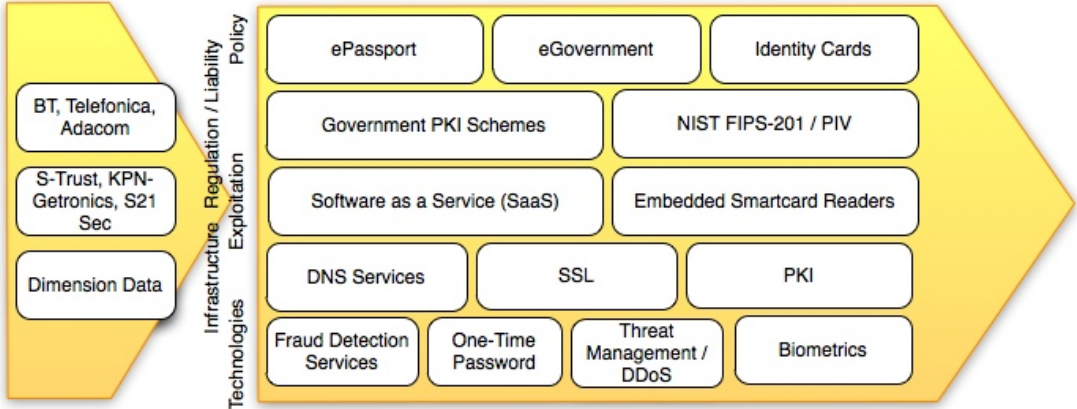 BT, Telefonica,
Adacom
S-Trust, KPN-
Getronics, S21
Sec
Dimension Data
Policy
ePassport
eGovernment
Identity Cards
Regulation / Liability
Government PKI Schemes
NIST FIPS-201 / PIV
Exploitation
Software as a Service (SaaS)
Embedded Smartcard Readers
Infrastructure
DNS Services
SSL
PKI
Technologies
Fraud Detection
Services
One-Time
Password
Threat
Management /
DDoS
Biometrics